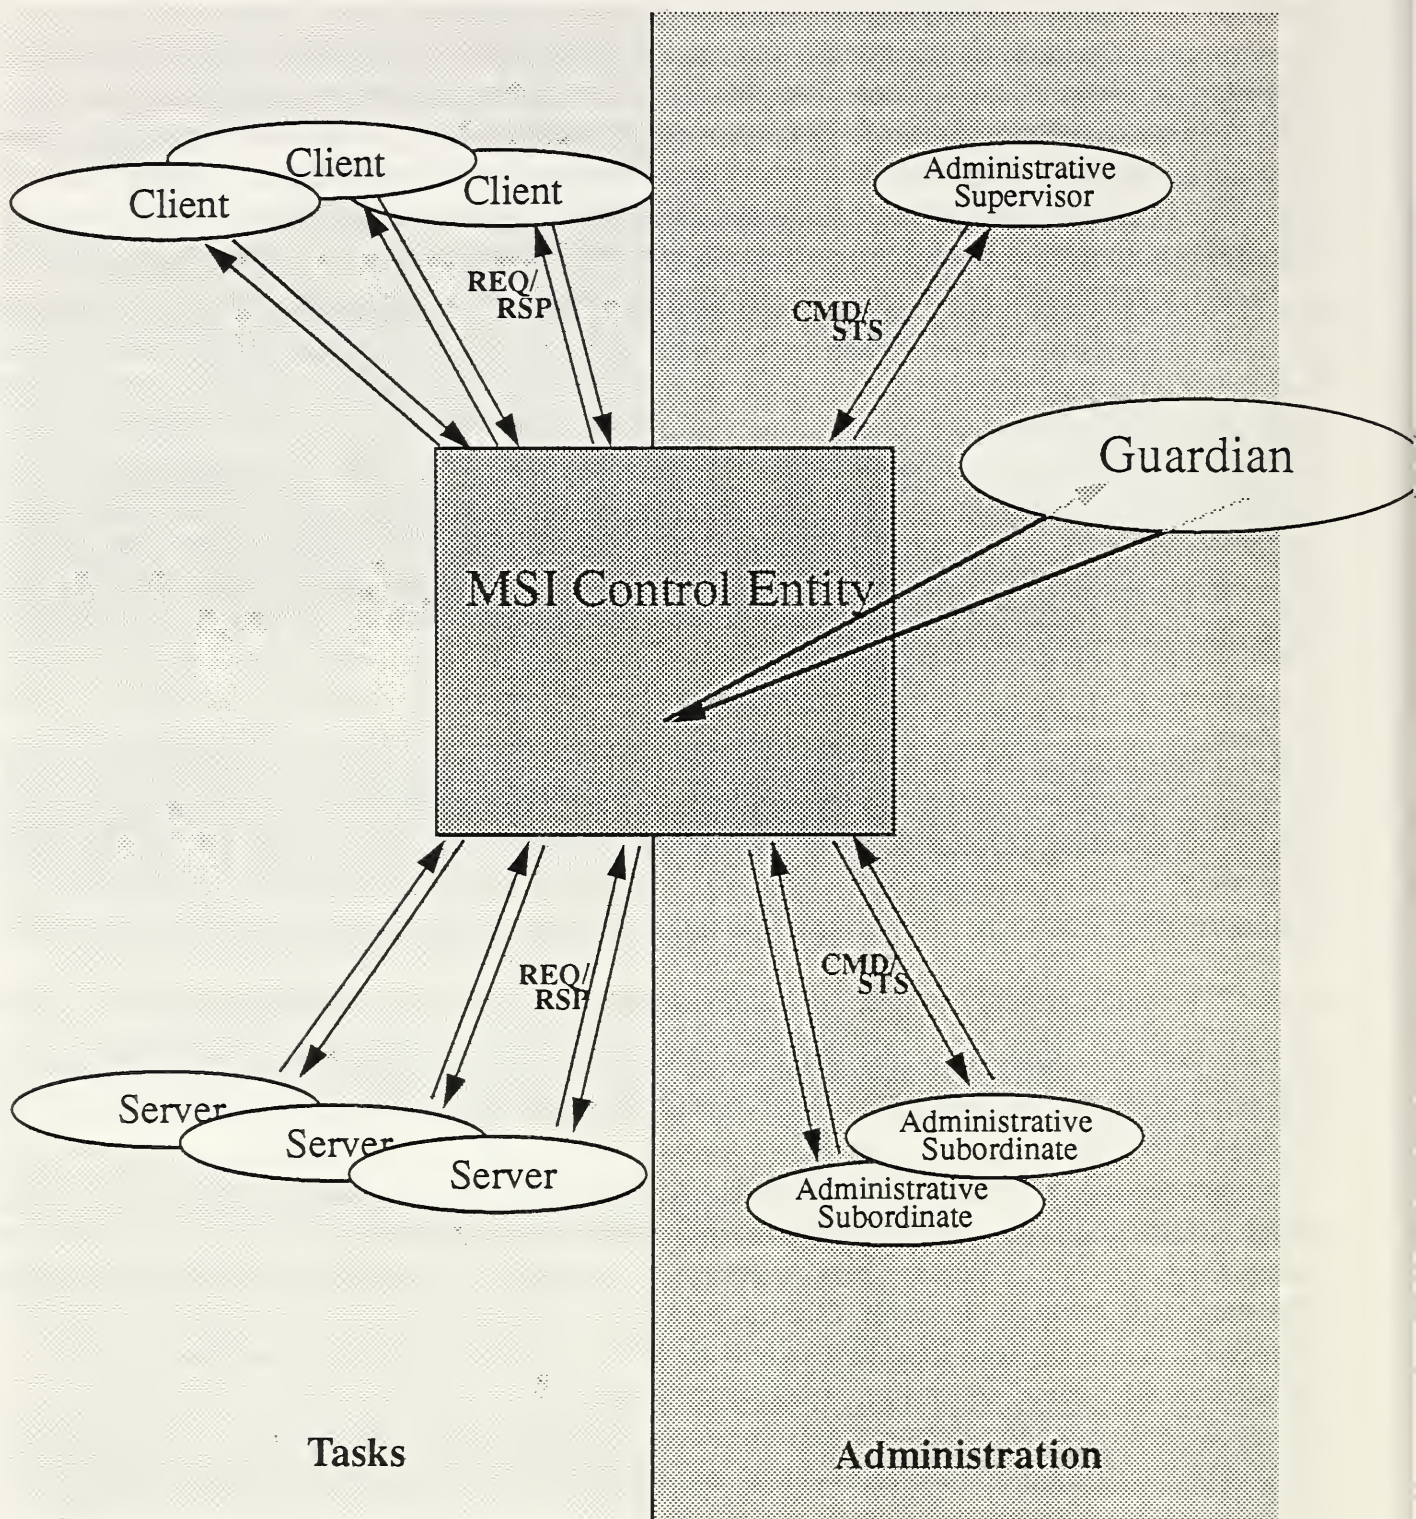 Client
Client
Client
Administrative
Supervisor
REQ/
RSP
CMD/
STS
Guardian
MSI Control Entity
REQ/
RSP
CMD/
STS
Server
Server
Server
Administrative
Subordinate
Administrative
Subordinate
Tasks
Administration